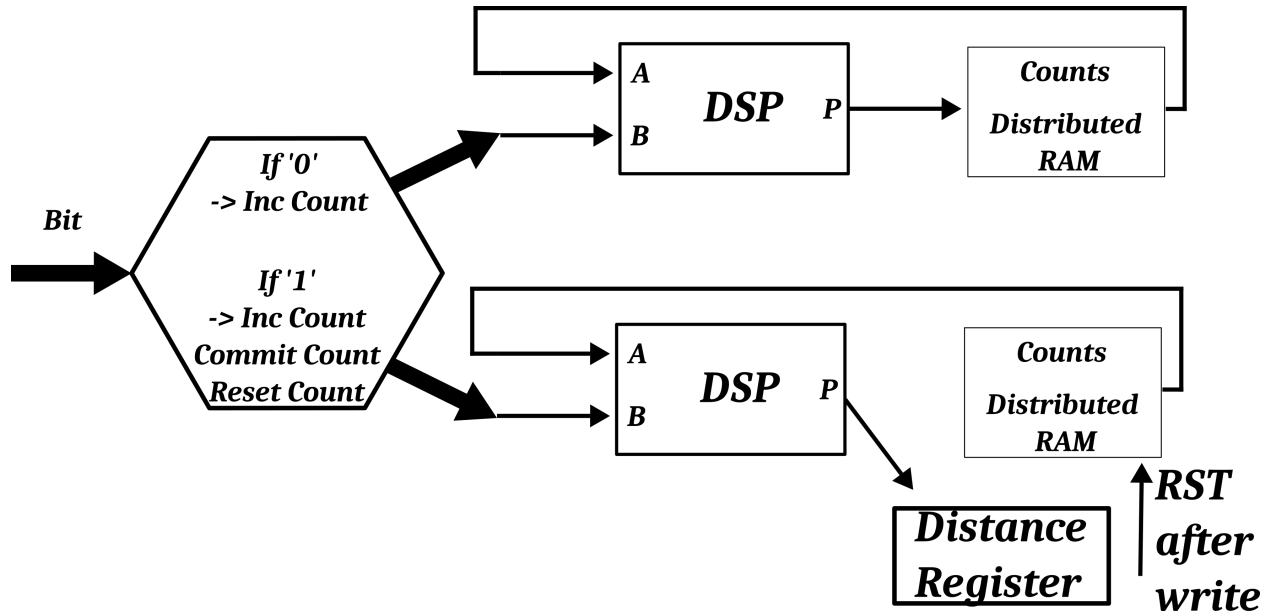 Bit
If '0'
-> Inc Count
If '1'
-> Inc Count
Commit Count
Reset Count
A
B
DSP
P
Counts
Distributed
RAM
A
B
DSP
P
Counts
Distributed
RAM
Distance
Register
RST
after
write